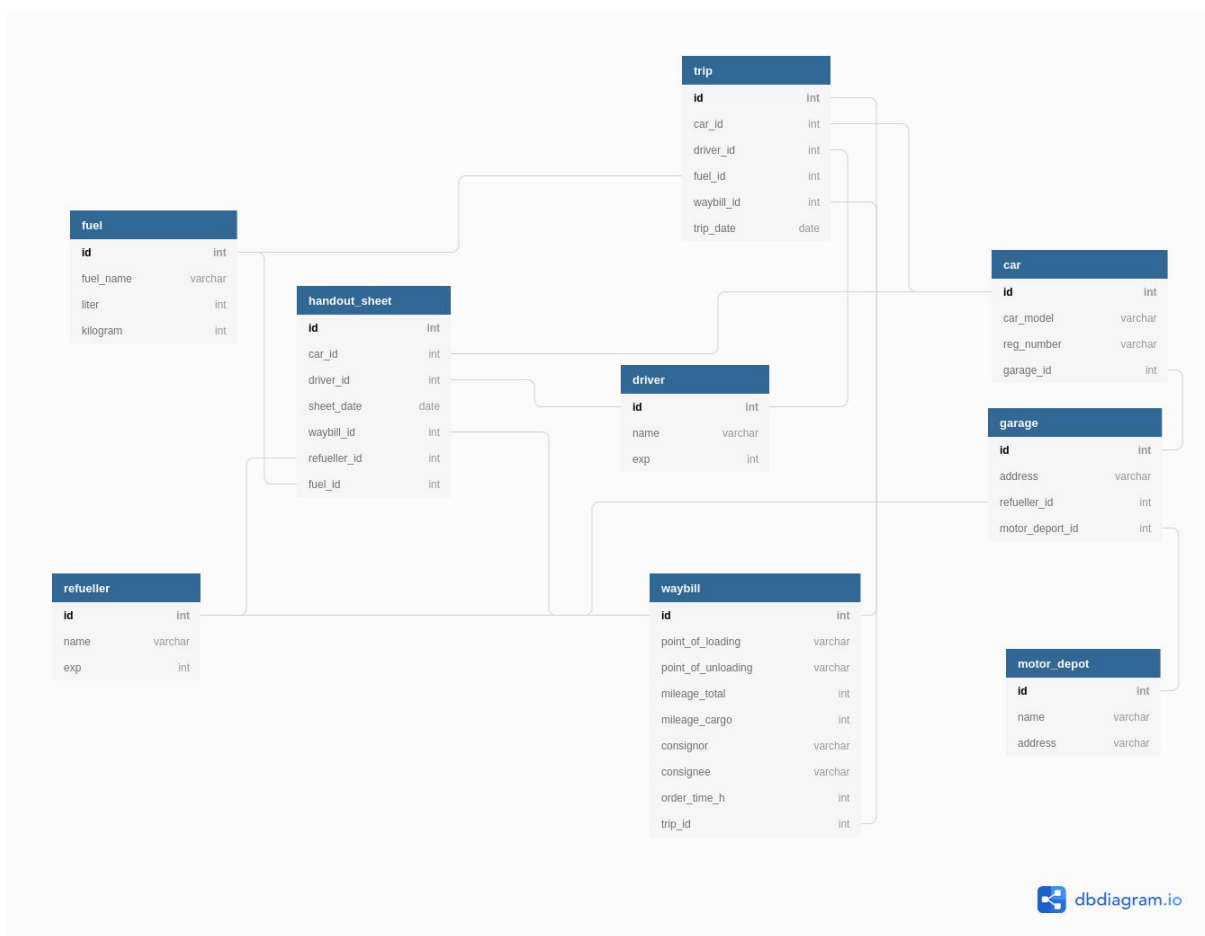 trip
id int
car_id int
driver_id int
fuel_id int
waybill_id int
trip_date date
fuel
id int
fuel_name varchar
liter int
kilogram int
handout_sheet
id int
car_id int
driver_id int
sheet_date date
waybill_id int
refueller_id int
fuel_id int
driver
id int
name varchar
exp int
car
id int
car_model varchar
reg_number varchar
garage_id int
garage
id int
address varchar
refueller_id int
motor_deport_id int
refueller
id int
name varchar
exp int
waybill
id int
point_of_loading varchar
point_of_unloading varchar
mileage_total int
mileage_cargo int
consignor varchar
consignee varchar
order_time_h int
trip_id int
motor_depot
id int
name varchar
address varchar
dbdiagram.io